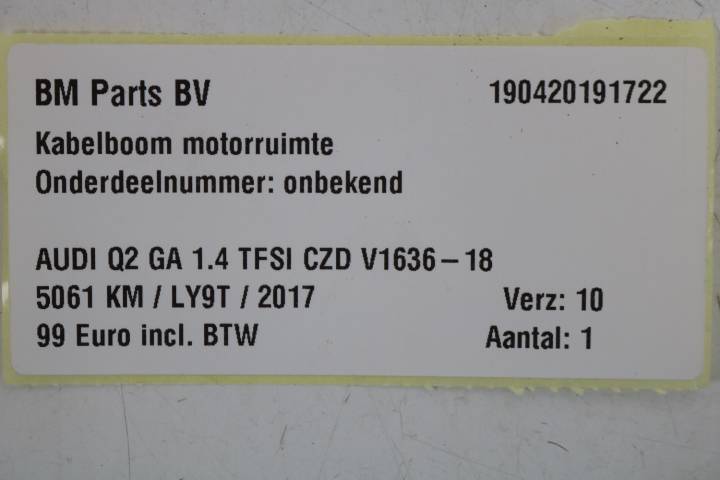 BM Parts BV 190420191722
Kabelboom motorruimte
Onderdeelnummer: onbekend
AUDI Q2 GA 1.4 TFSI CZD V1636-18
5061 KM / LY9T / 2017 Verz: 10
99 Euro incl. BTW Aantal: 1